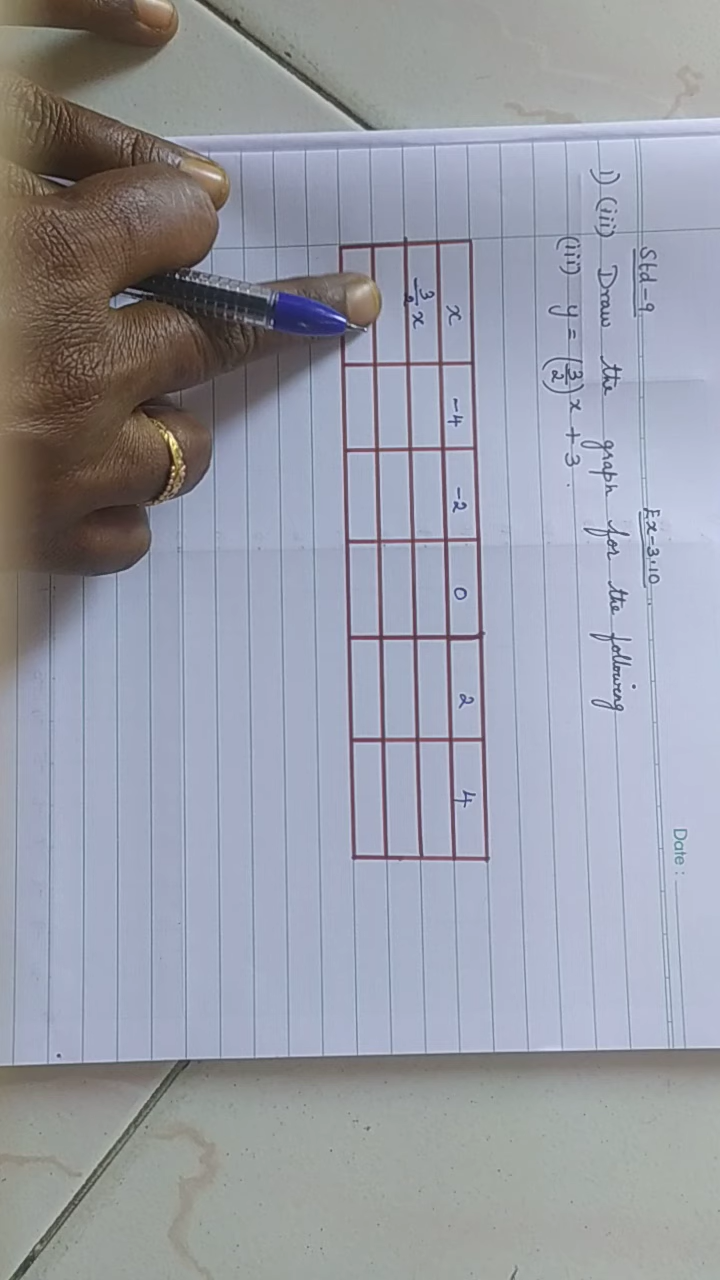 Date :
Std-9 Ex-3.10
1) (iii) Draw the graph for the following
(iii) y = (3/2)x + 3.
x -4 -2 0 2 4
3/2 x